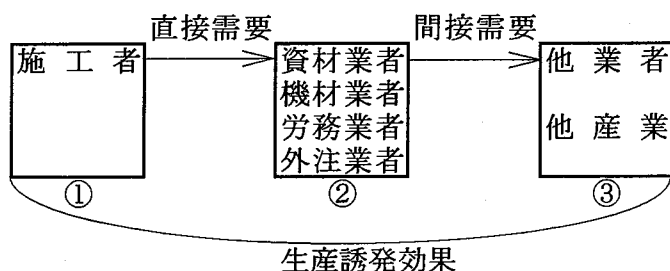 直接需要
間接需要
施工者
資材業者
機材業者
労務業者
外注業者
他業者
他産業
①
②
③
生産誘発効果